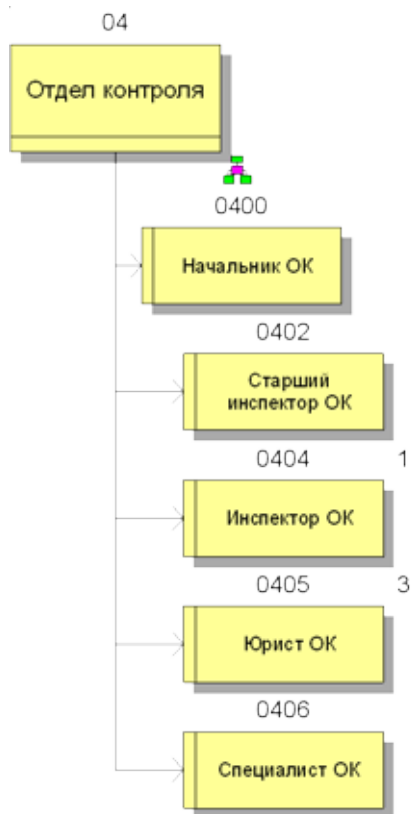 04
Отдел контроля
0400
Начальник ОК
0402
Старший
инспектор ОК
0404 1
Инспектор ОК
0405 3
Юрист ОК
0406
Специалист ОК